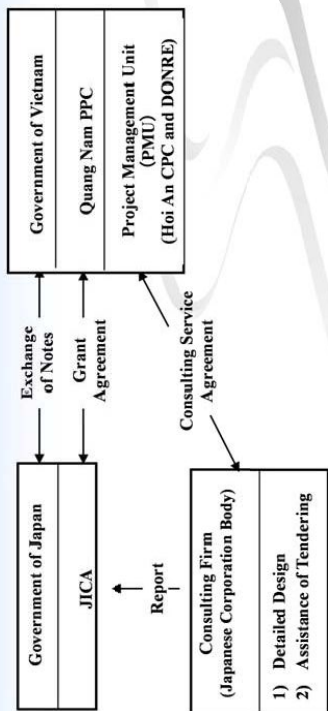 Government of Japan
JICA
Exchange
of Notes
Grant
Agreement
Government of Vietnam
Quang Nam PPC
Project Management Unit
(PMU)
(Hoi An CPC and DONRE)
Report
Consulting Service
Agreement
Consulting Firm
(Japanese Corporation Body)
1) Detailed Design
2) Assistance of Tendering